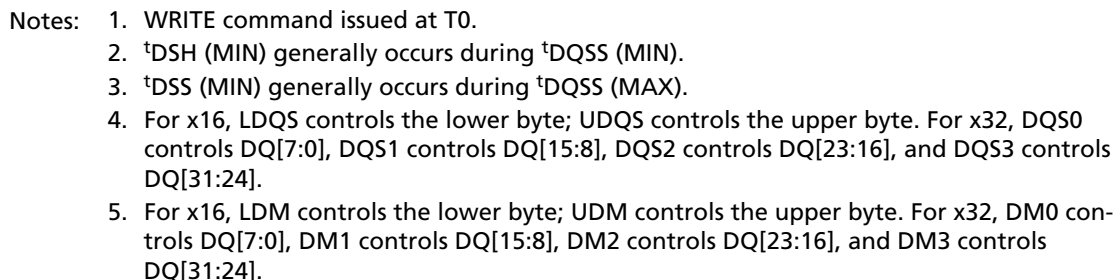 Notes: 1. WRITE command issued at T0.
2. tDSH (MIN) generally occurs during tDQSS (MIN).
3. tDSS (MIN) generally occurs during tDQSS (MAX).
4. For x16, LDQS controls the lower byte; UDQS controls the upper byte. For x32, DQS0
controls DQ[7:0], DQS1 controls DQ[15:8], DQS2 controls DQ[23:16], and DQS3 controls
DQ[31:24].
5. For x16, LDM controls the lower byte; UDM controls the upper byte. For x32, DM0 con-
trols DQ[7:0], DM1 controls DQ[15:8], DM2 controls DQ[23:16], and DM3 controls
DQ[31:24].